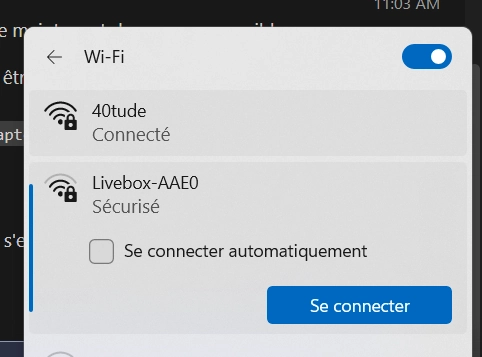 11:03 AM
Wi-Fi
40tude
Connecté
Livebox-AAE0
Sécurisé
Se connecter automatiquement
Se connecter